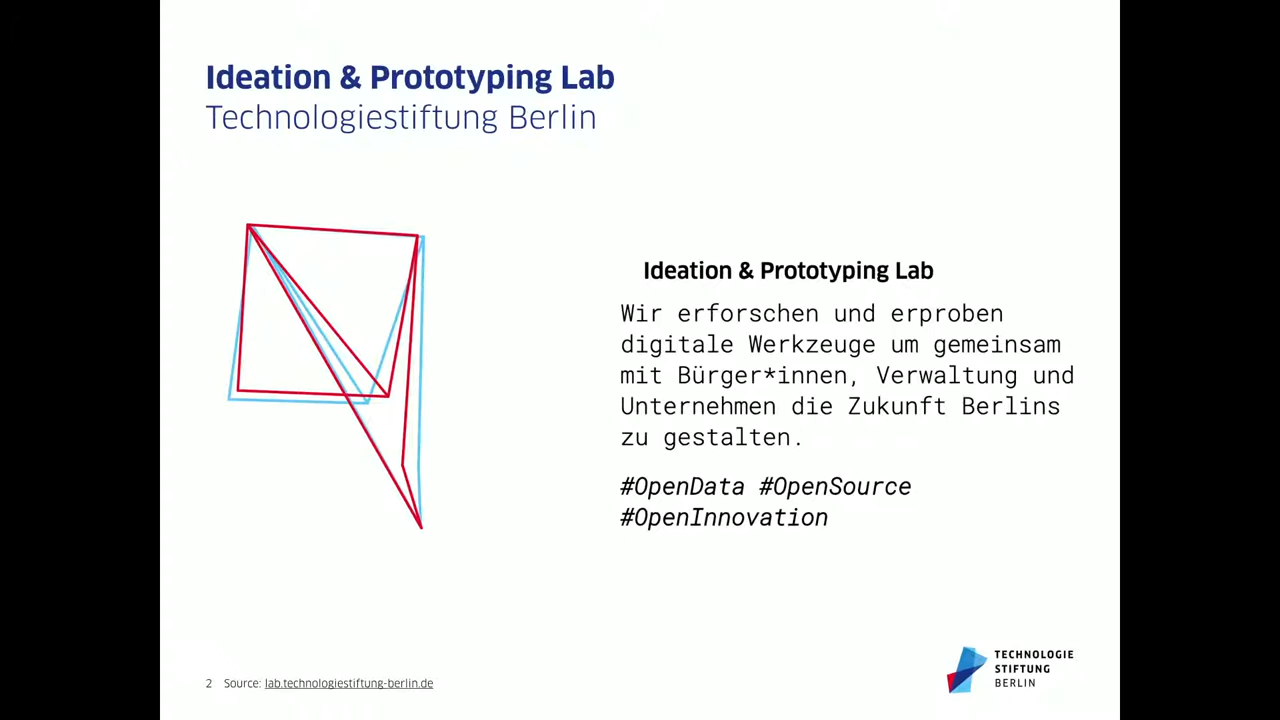 Ideation & Prototyping Lab
Technologiestiftung Berlin
Ideation & Prototyping Lab
Wir erforschen und erproben
digitale Werkzeuge um gemeinsam
mit Bürger*innen, Verwaltung und
Unternehmen die Zukunft Berlins
zu gestalten.
#OpenData #OpenSource
#OpenInnovation
2 Source: lab.technologiestiftung-berlin.de
TECHNOLOGIE
STIFTUNG
BERLIN